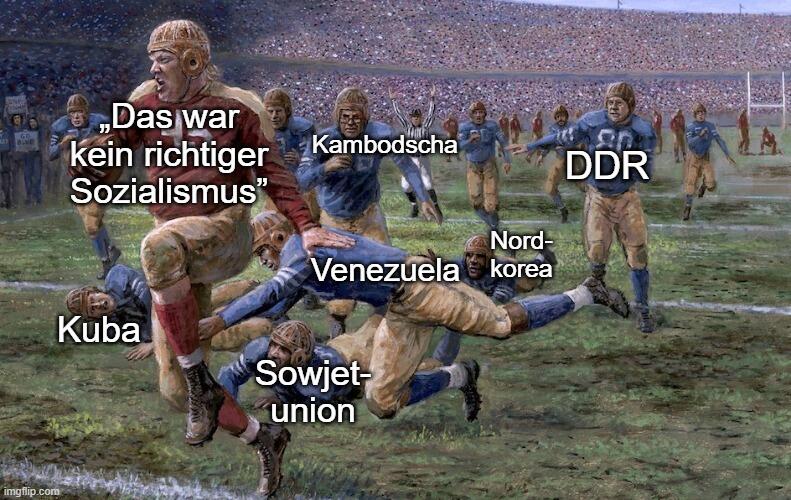 „Das war
kein richtiger
Sozialismus”
Kambodscha
DDR
Nord-
korea
Venezuela
Kuba
Sowjet-
union
imgflip.com